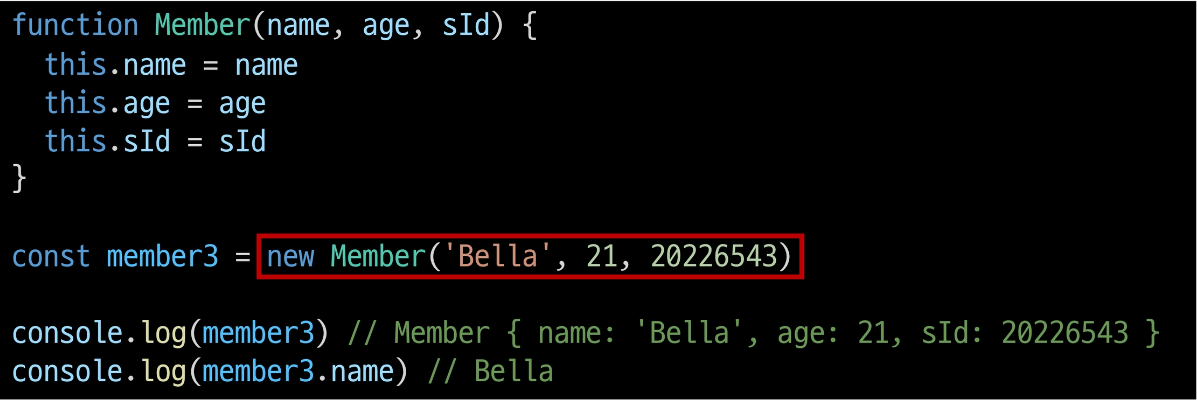 function Member(name, age, sId) {
  this.name = name
  this.age = age
  this.sId = sId
}
const member3 = new Member('Bella', 21, 20226543)
console.log(member3) // Member { name: 'Bella', age: 21, sId: 20226543 }
console.log(member3.name) // Bella